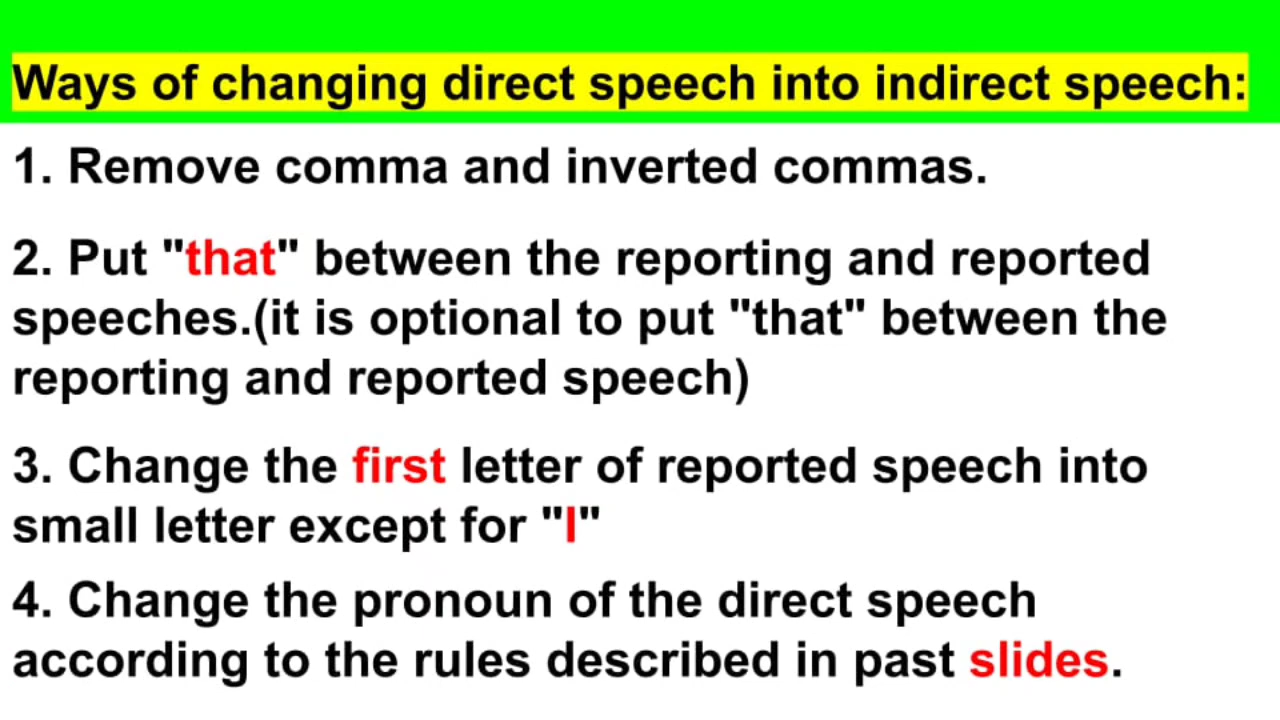 Ways of changing direct speech into indirect speech:
1. Remove comma and inverted commas.
2. Put "that" between the reporting and reported
speeches.(it is optional to put "that" between the
reporting and reported speech)
3. Change the first letter of reported speech into
small letter except for "I"
4. Change the pronoun of the direct speech
according to the rules described in past slides.